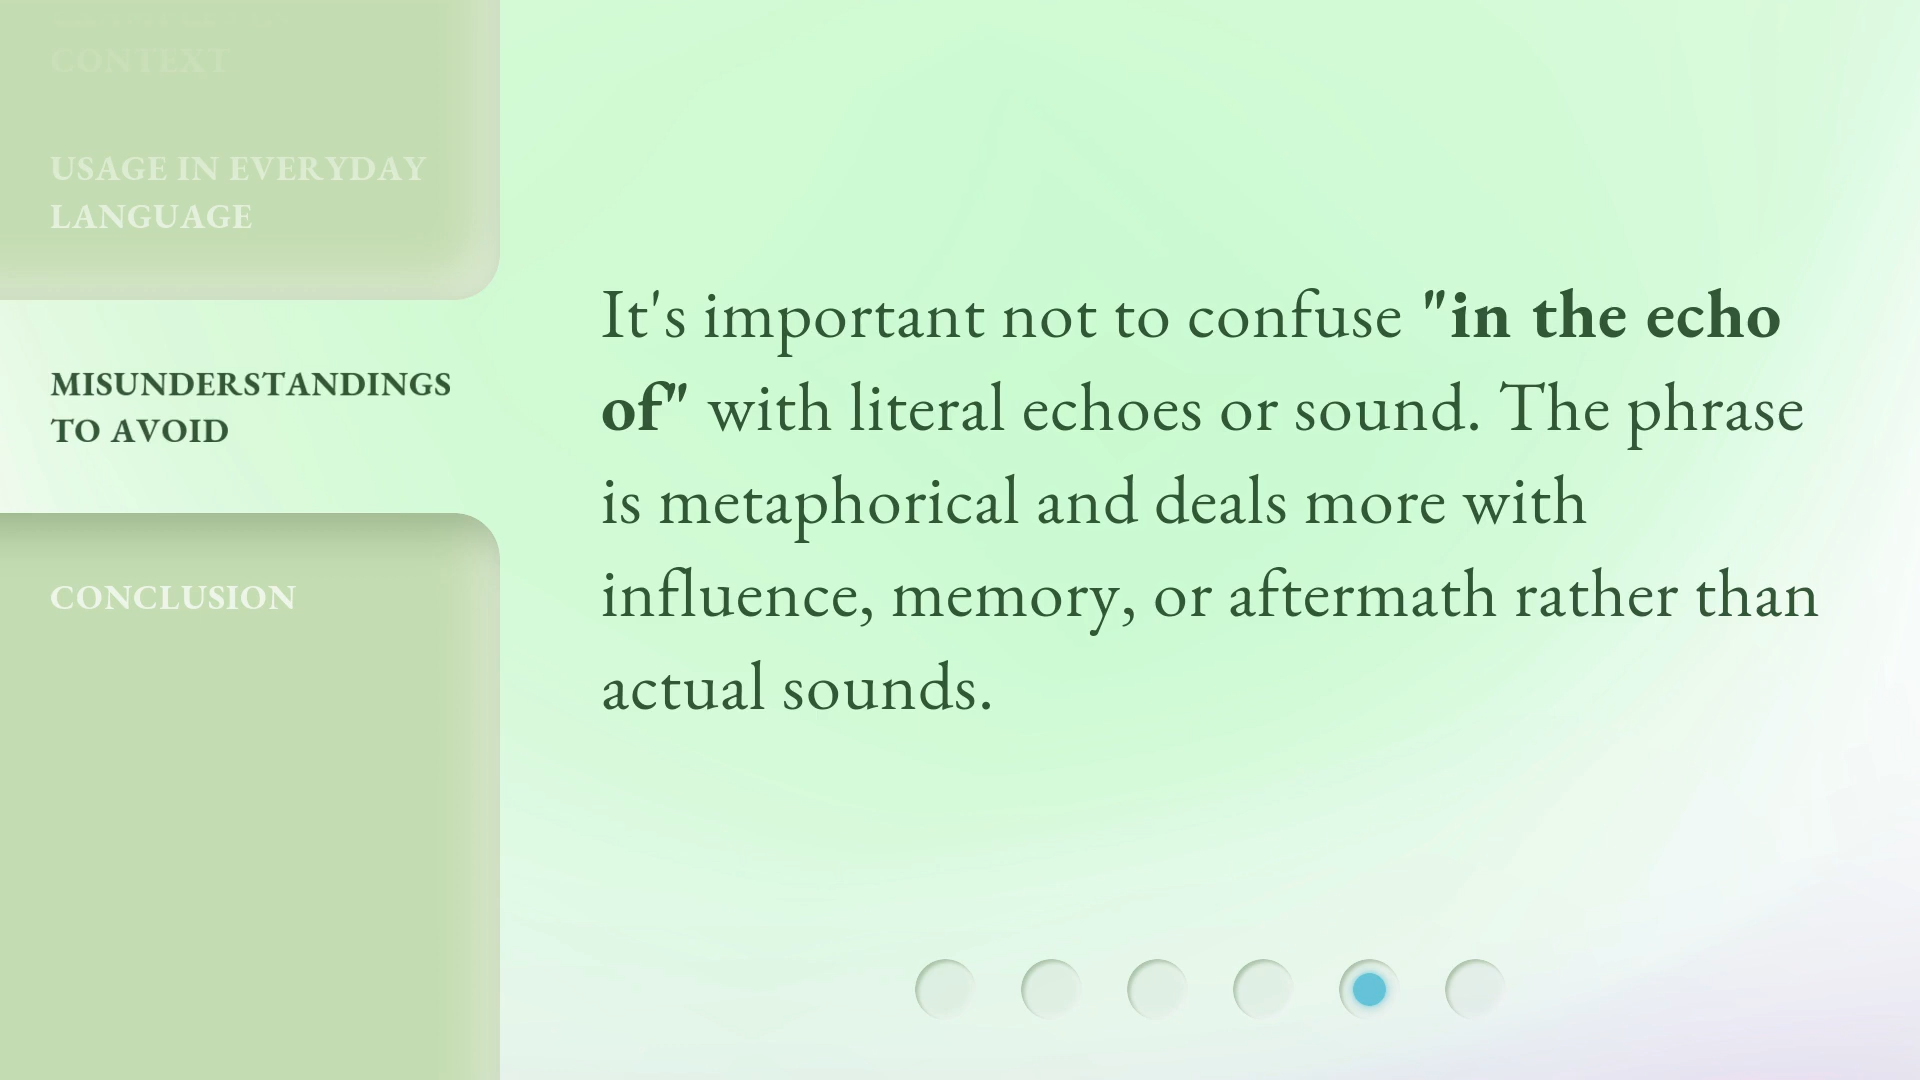 CONTEXT
USAGE IN EVERYDAY
LANGUAGE
MISUNDERSTANDINGS
TO AVOID
CONCLUSION
It's important not to confuse "in the echo
of" with literal echoes or sound. The phrase
is metaphorical and deals more with
influence, memory, or aftermath rather than
actual sounds.